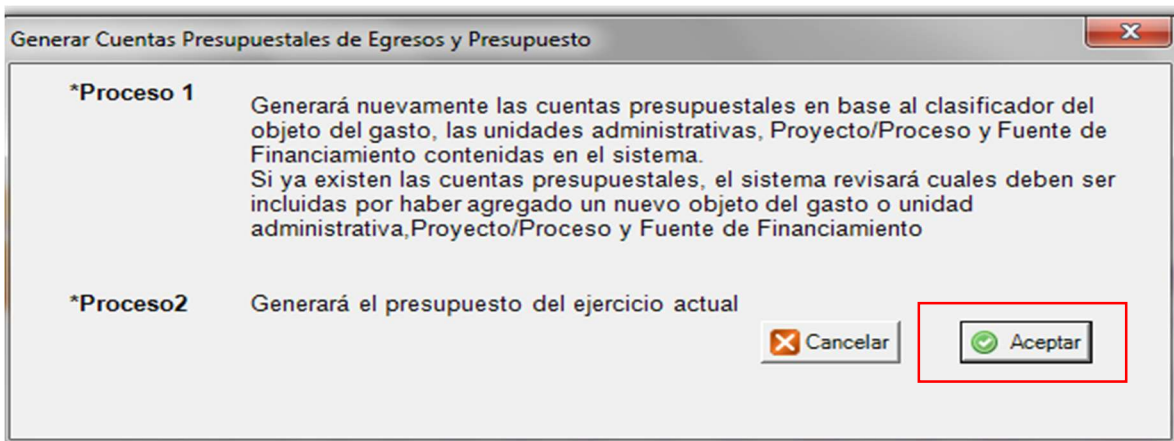 Generar Cuentas Presupuestales de Egresos y Presupuesto
*Proceso 1
Generará nuevamente las cuentas presupuestales en base al clasificador del
objeto del gasto, las unidades administrativas, Proyecto/Proceso y Fuente de
Financiamiento contenidas en el sistema.
Si ya existen las cuentas presupuestales, el sistema revisará cuales deben ser
incluidas por haber agregado un nuevo objeto del gasto o unidad
administrativa,Proyecto/Proceso y Fuente de Financiamiento
*Proceso2 Generará el presupuesto del ejercicio actual
Cancelar Aceptar